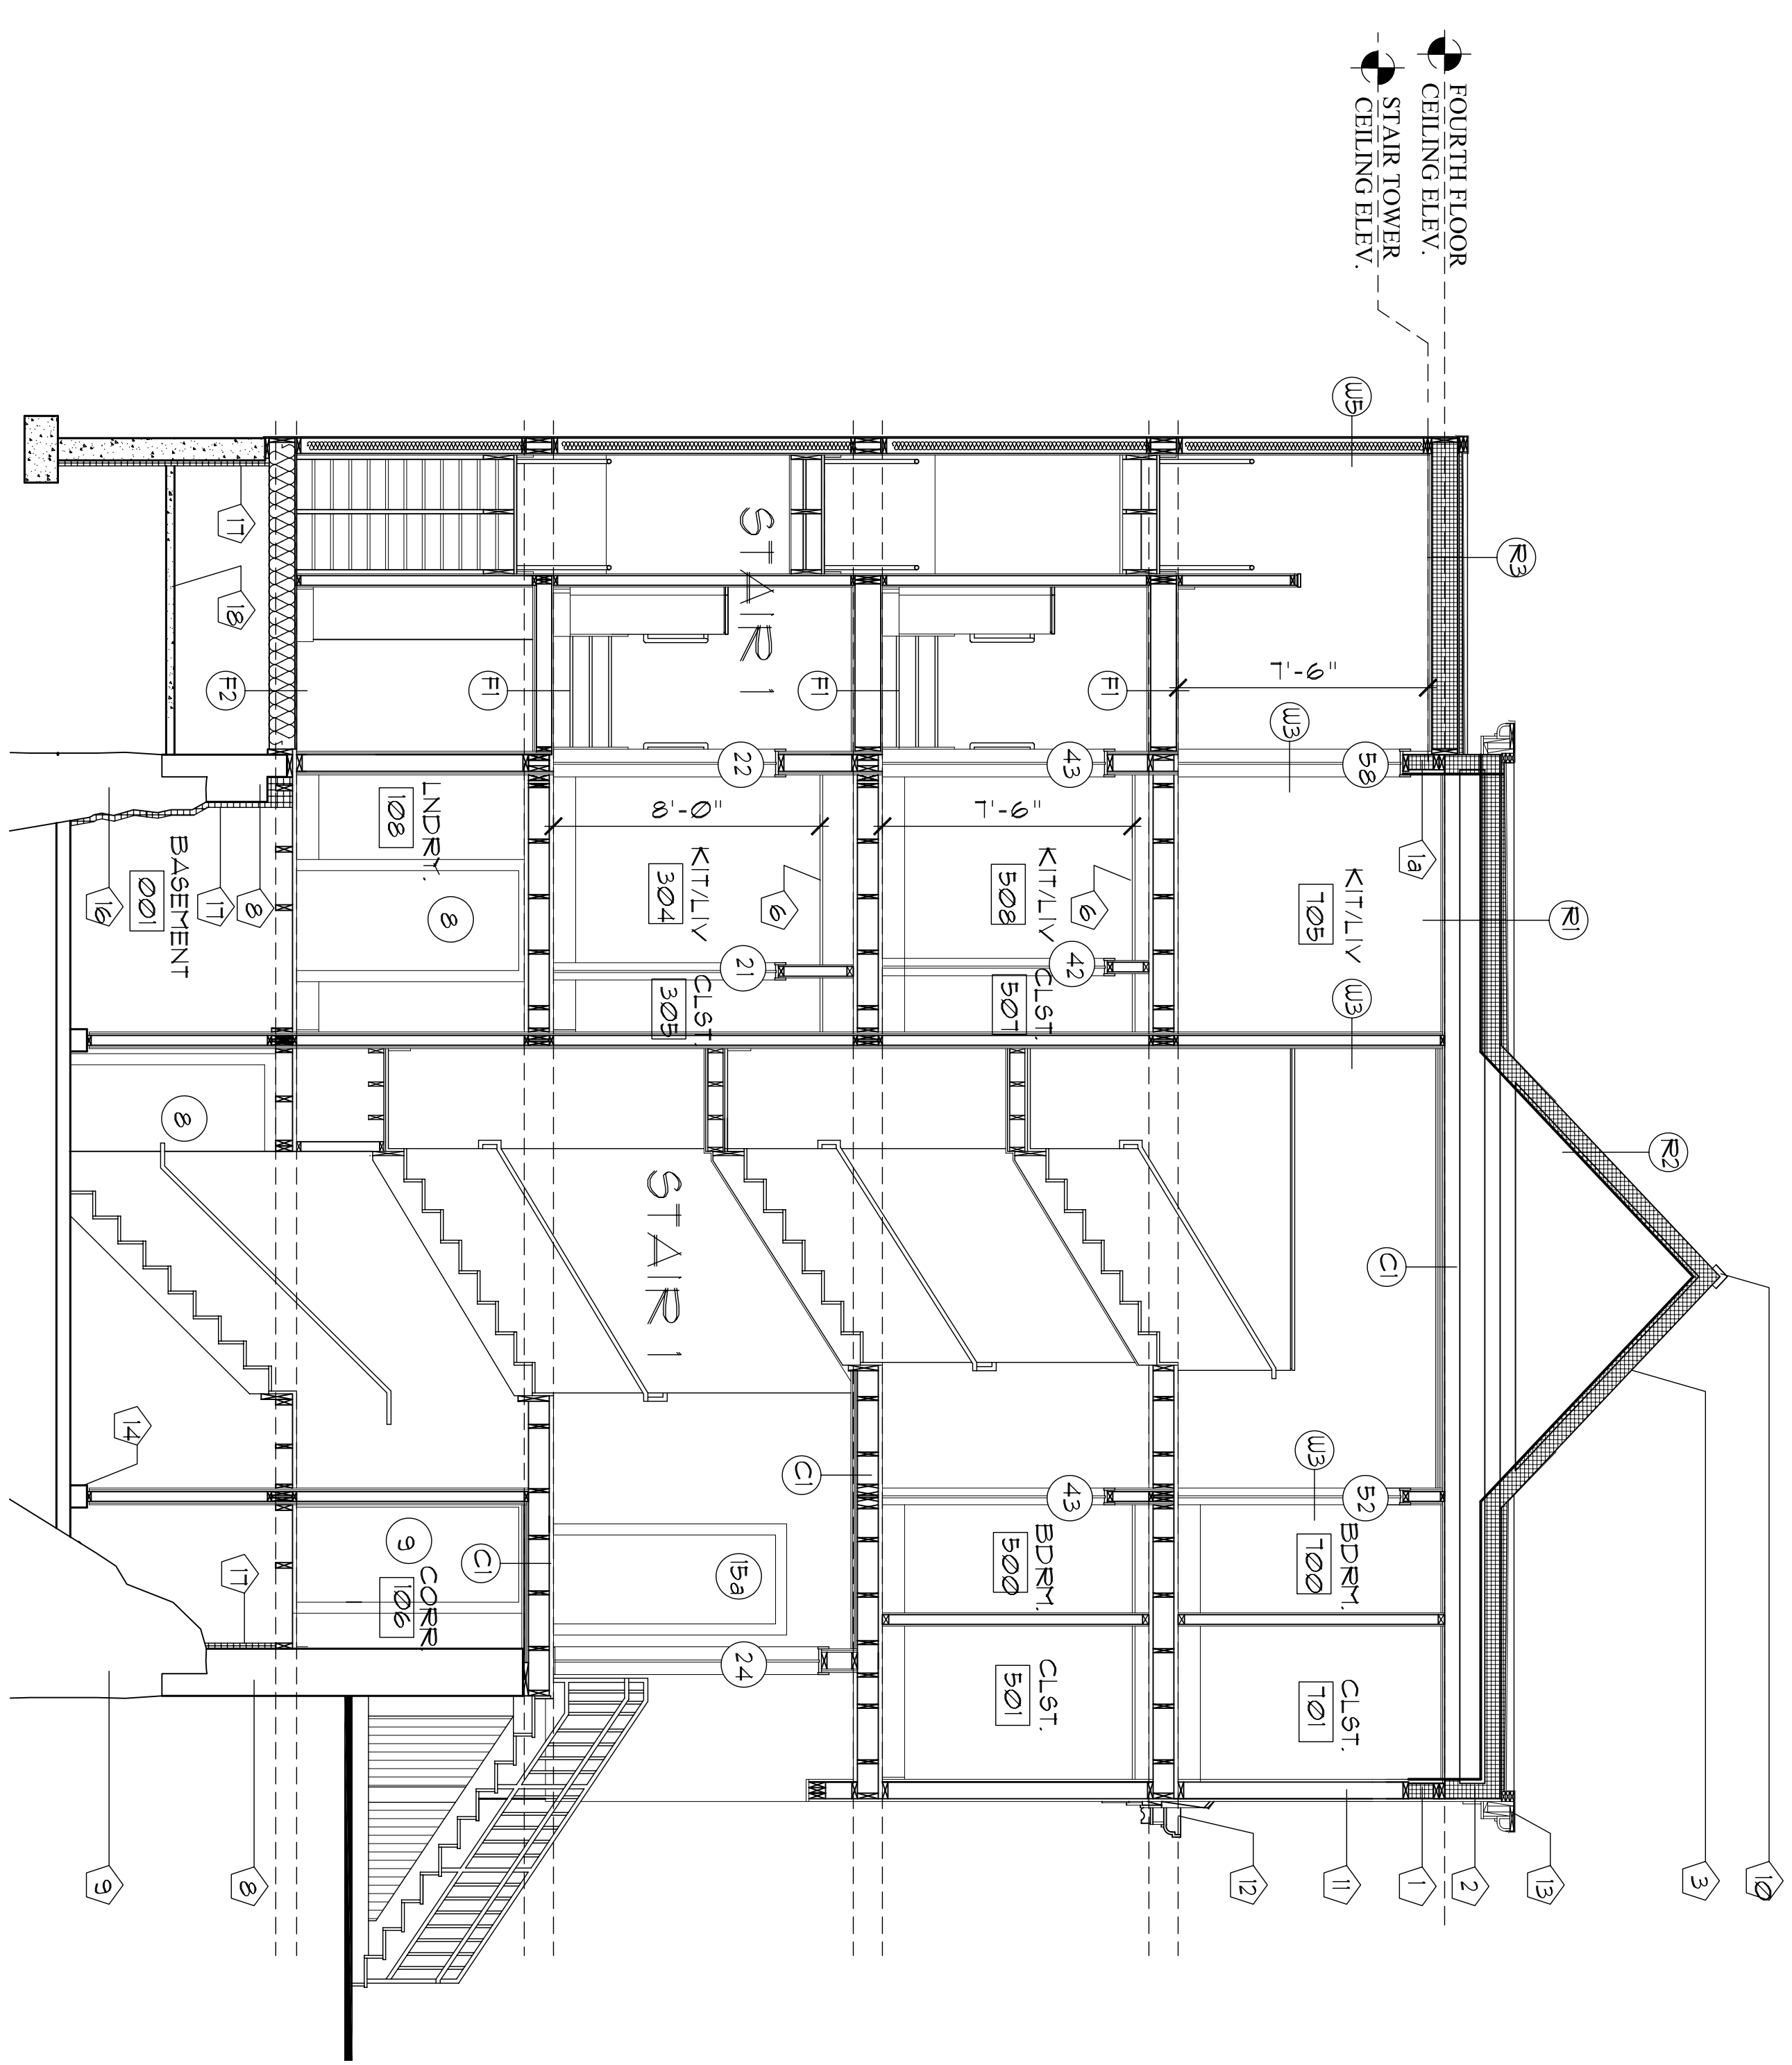 10
3
R2
R1
13
R3
2
FOURTH FLOOR
CEILING ELEV.
1a
1
STAIR TOWER
CEILING ELEV.
C1
58
52
W5
W3
KIT/LIV
705
BDRM.
700
CLST.
701
11
W3
7'-6"
W3
12
F1
6
43
42
43
KIT/LIV
508
CLST.
507
BDRM.
500
CLST.
501
7'-6"
F1
C1
6
STAIR 1
22
21
15a
24
8'-0"
KIT/LIV
304
CLST.
305
STAIR 1
F1
C1
8
LNDRY.
108
9
CORR.
106
17
18
8
17
8
F2
17
8
BASEMENT
001
14
16
9